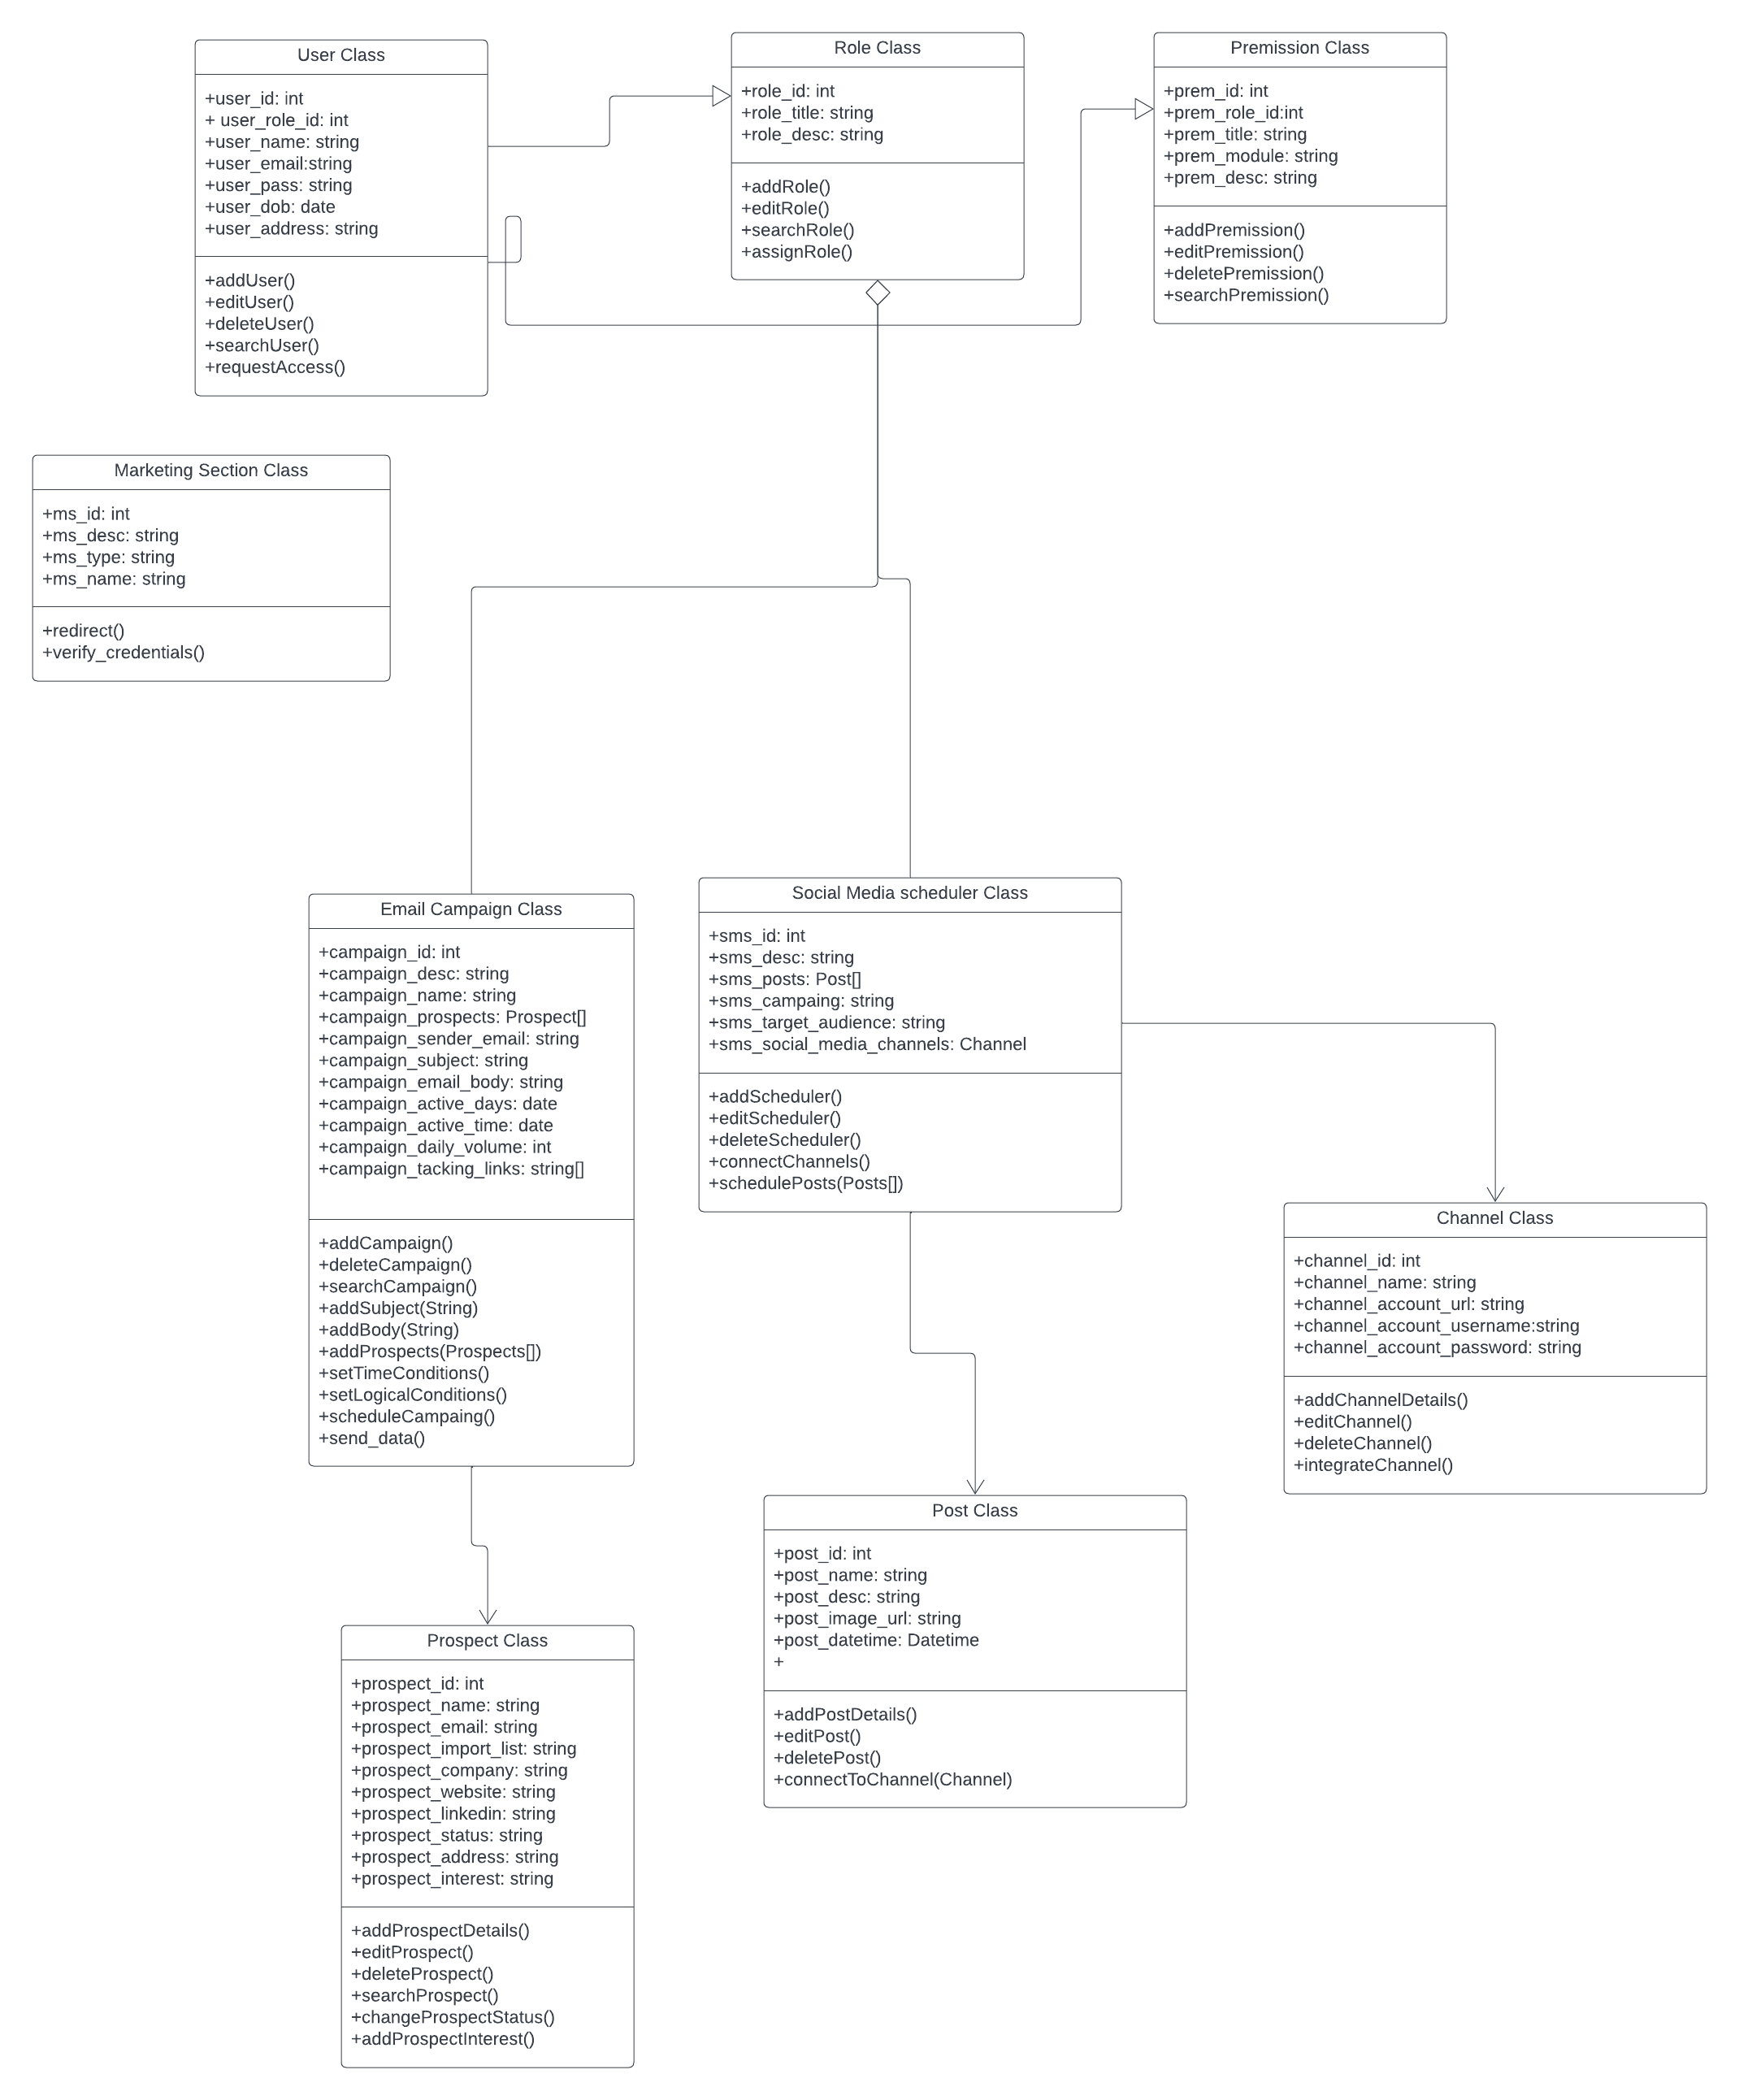 User Class
+user_id: int
+ user_role_id: int
+user_name: string
+user_email:string
+user_pass: string
+user_dob: date
+user_address: string
+addUser()
+editUser()
+deleteUser()
+searchUser()
+requestAccess()
Role Class
+role_id: int
+role_title: string
+role_desc: string
+addRole()
+editRole()
+searchRole()
+assignRole()
Premission Class
+prem_id: int
+prem_role_id:int
+prem_title: string
+prem_module: string
+prem_desc: string
+addPremission()
+editPremission()
+deletePremission()
+searchPremission()
Marketing Section Class
+ms_id: int
+ms_desc: string
+ms_type: string
+ms_name: string
+redirect()
+verify_credentials()
Email Campaign Class
+campaign_id: int
+campaign_desc: string
+campaign_name: string
+campaign_prospects: Prospect[]
+campaign_sender_email: string
+campaign_subject: string
+campaign_email_body: string
+campaign_active_days: date
+campaign_active_time: date
+campaign_daily_volume: int
+campaign_tacking_links: string[]
+addCampaign()
+deleteCampaign()
+searchCampaign()
+addSubject(String)
+addBody(String)
+addProspects(Prospects[])
+setTimeConditions()
+setLogicalConditions()
+scheduleCampaing()
+send_data()
Social Media scheduler Class
+sms_id: int
+sms_desc: string
+sms_posts: Post[]
+sms_campaing: string
+sms_target_audience: string
+sms_social_media_channels: Channel
+addScheduler()
+editScheduler()
+deleteScheduler()
+connectChannels()
+schedulePosts(Posts[])
Channel Class
+channel_id: int
+channel_name: string
+channel_account_url: string
+channel_account_username:string
+channel_account_password: string
+addChannelDetails()
+editChannel()
+deleteChannel()
+integrateChannel()
Post Class
+post_id: int
+post_name: string
+post_desc: string
+post_image_url: string
+post_datetime: Datetime
+
+addPostDetails()
+editPost()
+deletePost()
+connectToChannel(Channel)
Prospect Class
+prospect_id: int
+prospect_name: string
+prospect_email: string
+prospect_import_list: string
+prospect_company: string
+prospect_website: string
+prospect_linkedin: string
+prospect_status: string
+prospect_address: string
+prospect_interest: string
+addProspectDetails()
+editProspect()
+deleteProspect()
+searchProspect()
+changeProspectStatus()
+addProspectInterest()